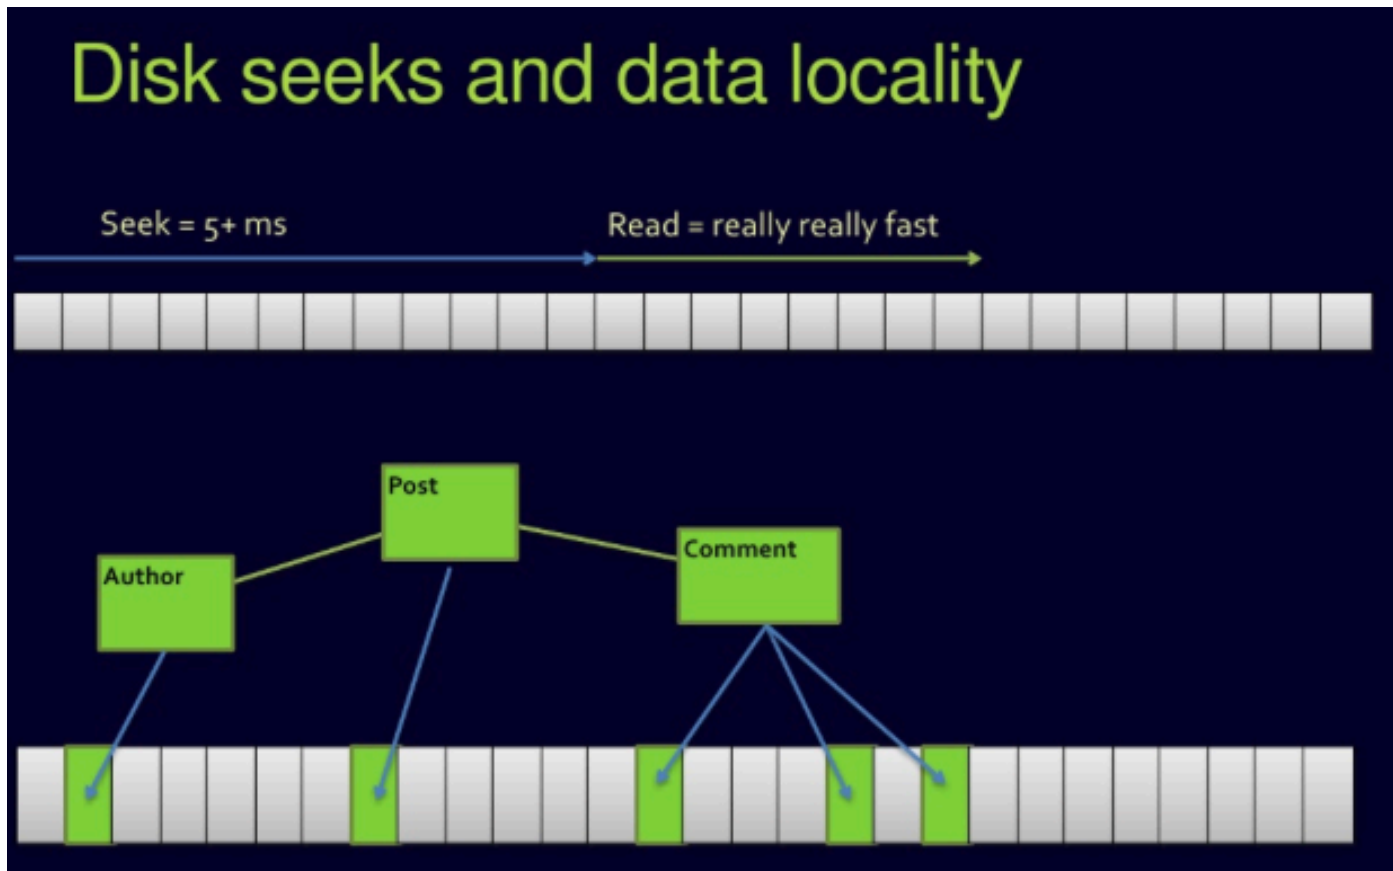 Disk seeks and data locality
Seek = 5+ ms
Read = really really fast
Post
Comment
Author